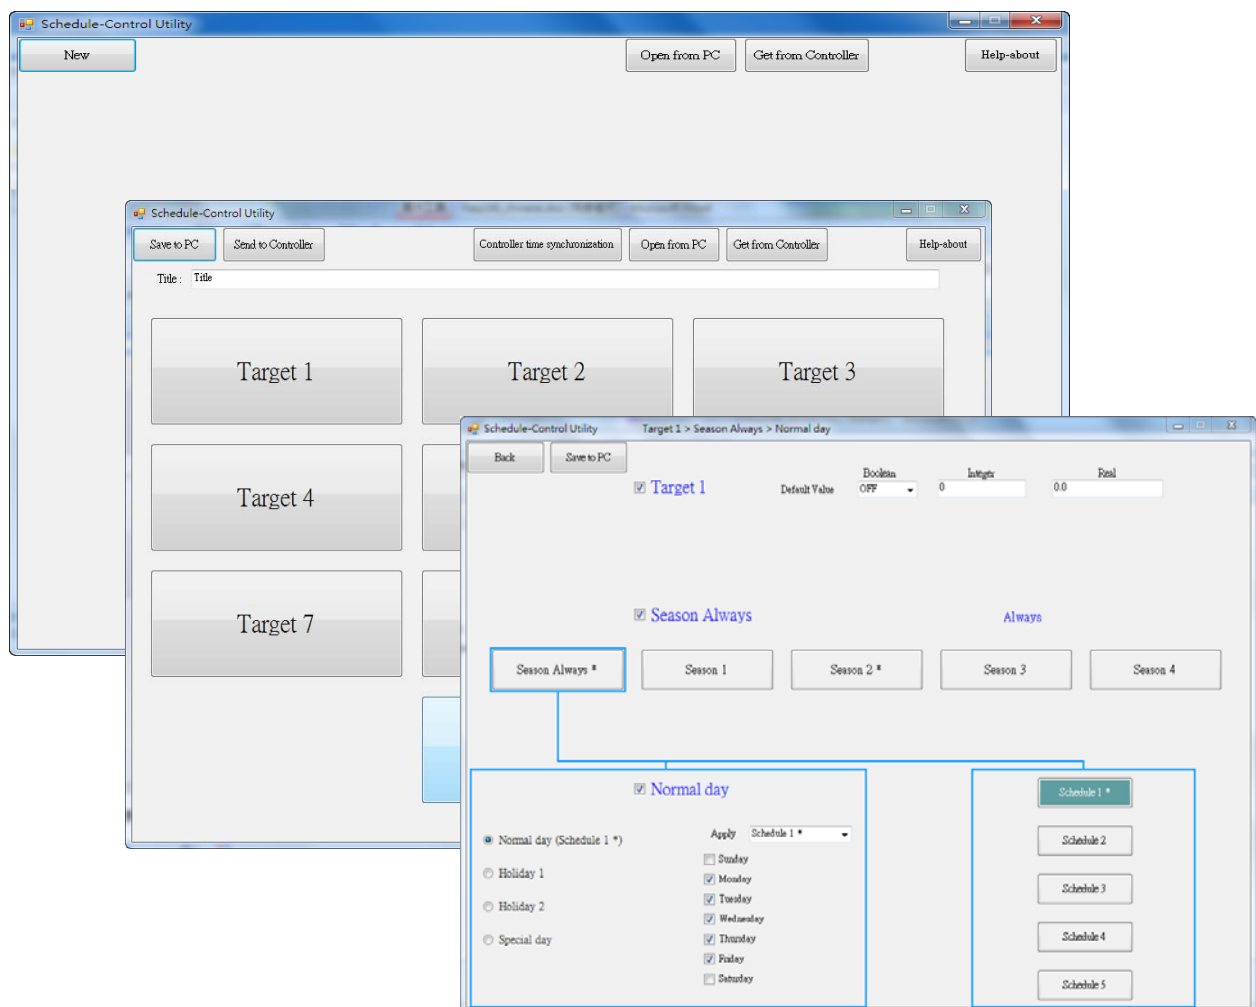 Schedule-Control Utility
New
Open from PC
Get from Controller
Help-about
Schedule-Control Utility
Save to PC
Send to Controller
Controller time synchronization
Open from PC
Get from Controller
Help-about
Title :
Title
Target 1
Target 2
Target 3
Target 4
Target 7
Schedule-Control Utility
Target 1 > Season Always > Normal day
Back
Save to PC
Target 1
Default Value
Boolean
OFF
Integer
0
Real
0.0
Season Always
Always
Season Always *
Season 1
Season 2 *
Season 3
Season 4
Normal day
Normal day (Schedule 1 *)
Holiday 1
Holiday 2
Special day
Apply
Schedule 1 *
Sunday
Monday
Tuesday
Wednesday
Thursday
Friday
Saturday
Schedule 1 *
Schedule 2
Schedule 3
Schedule 4
Schedule 5